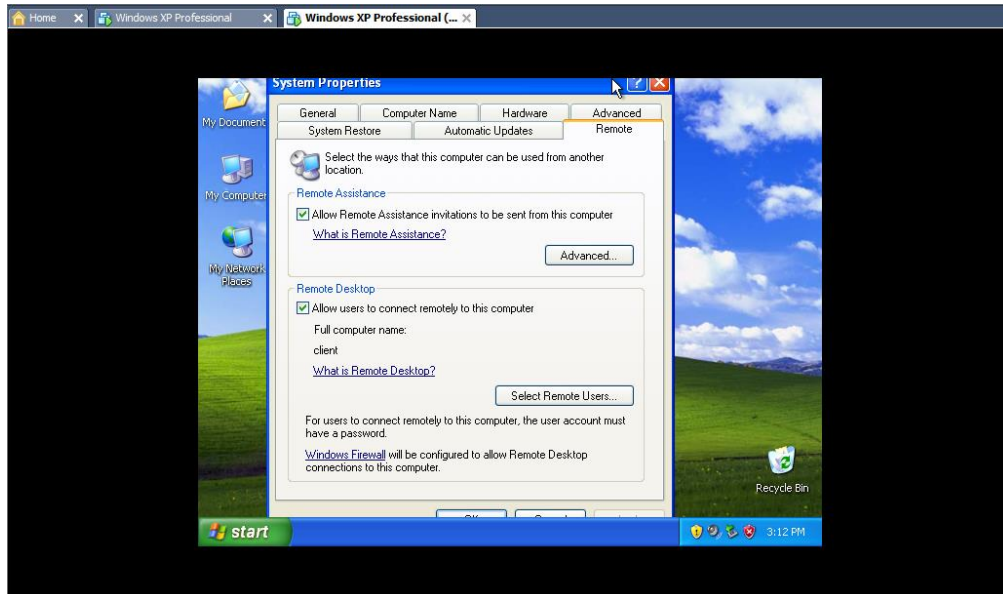 Home
Windows XP Professional
Windows XP Professional (...
System Properties
General
Computer Name
Hardware
Advanced
System Restore
Automatic Updates
Remote
Select the ways that this computer can be used from another
location.
Remote Assistance
Allow Remote Assistance invitations to be sent from this computer
What is Remote Assistance?
Advanced...
Remote Desktop
Allow users to connect remotely to this computer
Full computer name:
client
What is Remote Desktop?
Select Remote Users...
For users to connect remotely to this computer, the user account must
have a password.
Windows Firewall will be configured to allow Remote Desktop
connections to this computer.
My Document
My Computer
My Network
Places
Recycle Bin
start
3:12 PM